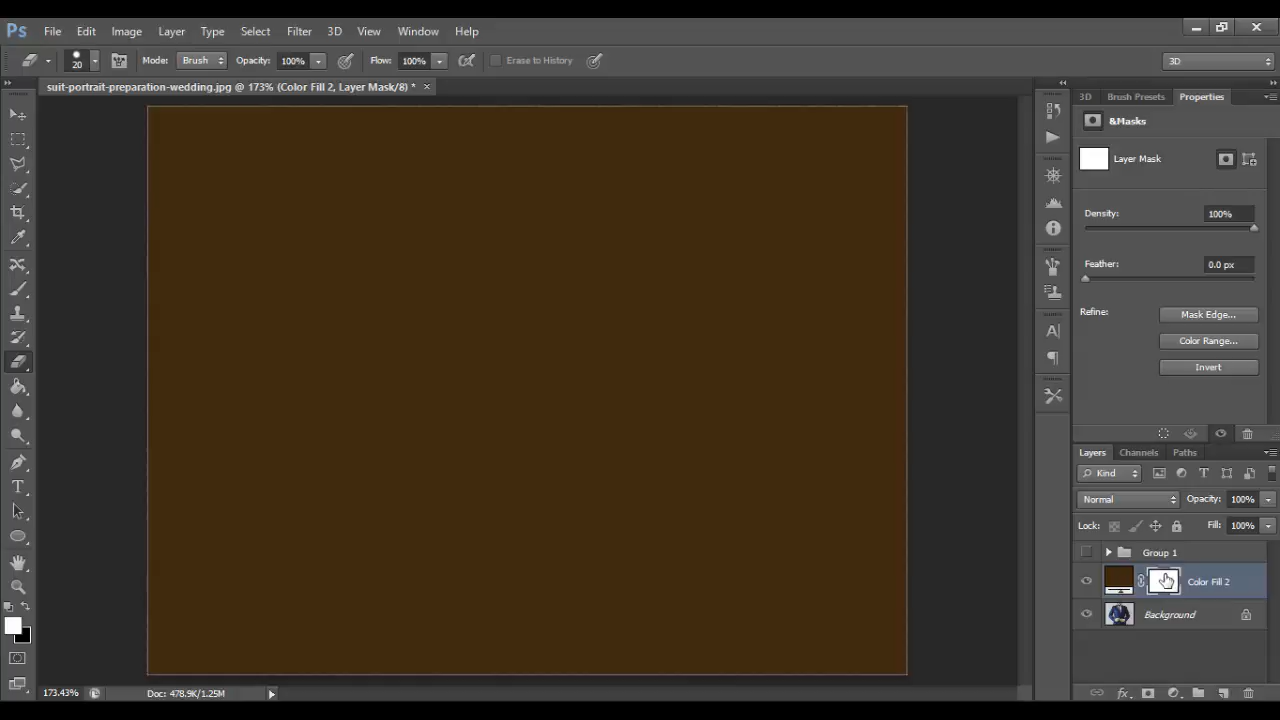 Ps File Edit Image Layer Type Select Filter 3D View Window Help
20 Mode: Brush Opacity: 100% Flow: 100% Erase to History 3D
suit-portrait-preparation-wedding.jpg @ 173% (Color Fill 2, Layer Mask/8) *
3D Brush Presets Properties
&Masks
Layer Mask
Density: 100%
Feather: 0.0 px
Refine: Mask Edge...
Color Range...
Invert
Layers Channels Paths
Kind
Normal Opacity: 100%
Lock: Fill: 100%
Group 1
Color Fill 2
Background
173.43% Doc: 478.9K/1.25M